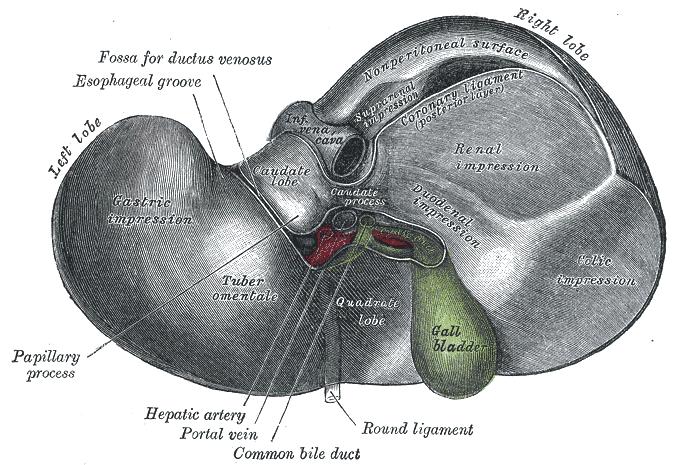 Right lobe
Nonperitoneal surface
Fossa for ductus venosus
Esophageal groove
Suprarenal
impression
Coronary ligament
(posterior layer)
Left lobe
Inf.
vena
cava
Renal
impression
Caudate
lobe
Caudate
process
Gastric
impression
Duodenal
impression
Colic
impression
Tuber
omentale
Quadrate
lobe
Gall
bladder
Papillary
process
Hepatic artery
Portal vein
Common bile duct
Round ligament